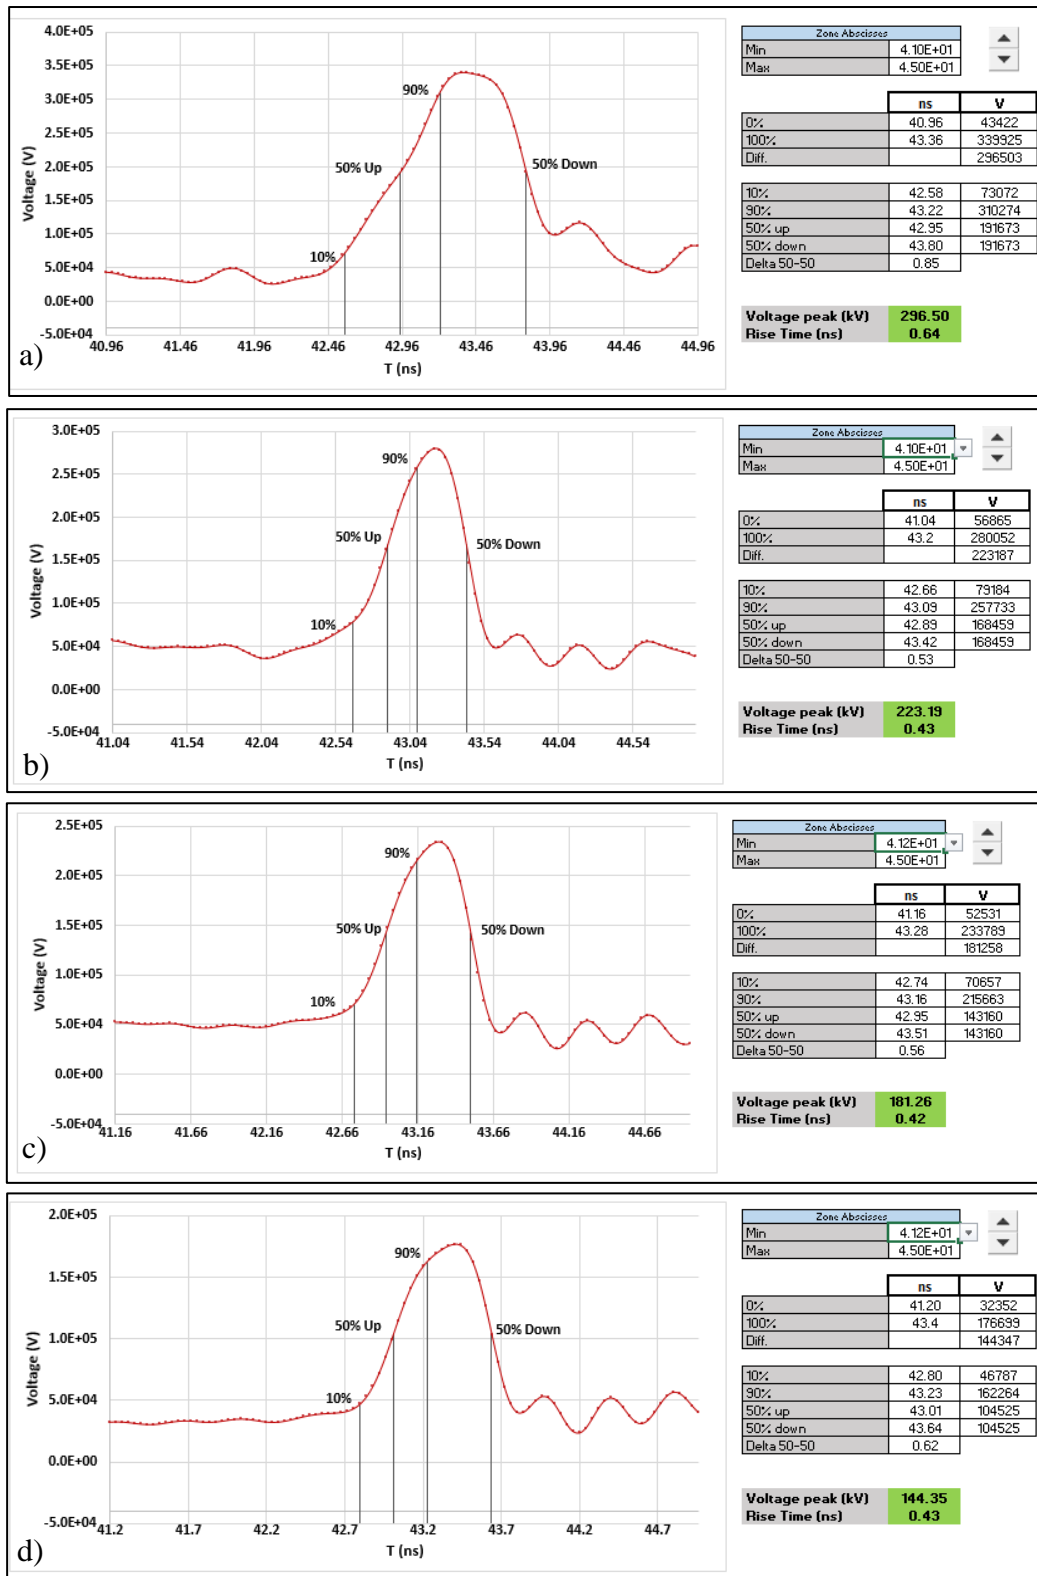 4.0E+05
3.5E+05
3.0E+05
2.5E+05
2.0E+05
1.5E+05
1.0E+05
5.0E+04
0.0E+00
-5.0E+04
Voltage (V)
90%
50% Up
50% Down
10%
40.96 41.46 41.96 42.46 42.96 43.46 43.96 44.46 44.96
T (ns)
a)
Zone Abscisses
Min 4.10E+01
Max 4.50E+01
ns V
0% 40.96 43422
100% 43.36 339925
Diff. 296503
10% 42.58 73072
90% 43.22 310274
50% up 42.95 191673
50% down 43.80 191673
Delta 50-50 0.85
Voltage peak (kV) 296.50
Rise Time (ns) 0.64
3.0E+05
2.5E+05
2.0E+05
1.5E+05
1.0E+05
5.0E+04
0.0E+00
-5.0E+04
Voltage (V)
90%
50% Up
50% Down
10%
41.04 41.54 42.04 42.54 43.04 43.54 44.04 44.54
T (ns)
b)
Zone Abscisses
Min 4.10E+01
Max 4.50E+01
ns V
0% 41.04 56865
100% 43.2 280052
Diff. 223187
10% 42.66 79184
90% 43.09 257733
50% up 42.89 168459
50% down 43.42 168459
Delta 50-50 0.53
Voltage peak (kV) 223.19
Rise Time (ns) 0.43
2.5E+05
2.0E+05
1.5E+05
1.0E+05
5.0E+04
0.0E+00
-5.0E+04
Voltage (V)
90%
50% Up
50% Down
10%
41.16 41.66 42.16 42.66 43.16 43.66 44.16 44.66
T (ns)
c)
Zone Abscisses
Min 4.12E+01
Max 4.50E+01
ns V
0% 41.16 52531
100% 43.28 233789
Diff. 181258
10% 42.74 70657
90% 43.16 215663
50% up 42.95 143160
50% down 43.51 143160
Delta 50-50 0.56
Voltage peak (kV) 181.26
Rise Time (ns) 0.42
2.0E+05
1.5E+05
1.0E+05
5.0E+04
0.0E+00
-5.0E+04
Voltage (V)
90%
50% Up
50% Down
10%
41.2 41.7 42.2 42.7 43.2 43.7 44.2 44.7
T (ns)
d)
Zone Abscisses
Min 4.12E+01
Max 4.50E+01
ns V
0% 41.20 32352
100% 43.4 176699
Diff. 144347
10% 42.80 46787
90% 43.23 162264
50% up 43.01 104525
50% down 43.64 104525
Delta 50-50 0.62
Voltage peak (kV) 144.35
Rise Time (ns) 0.43